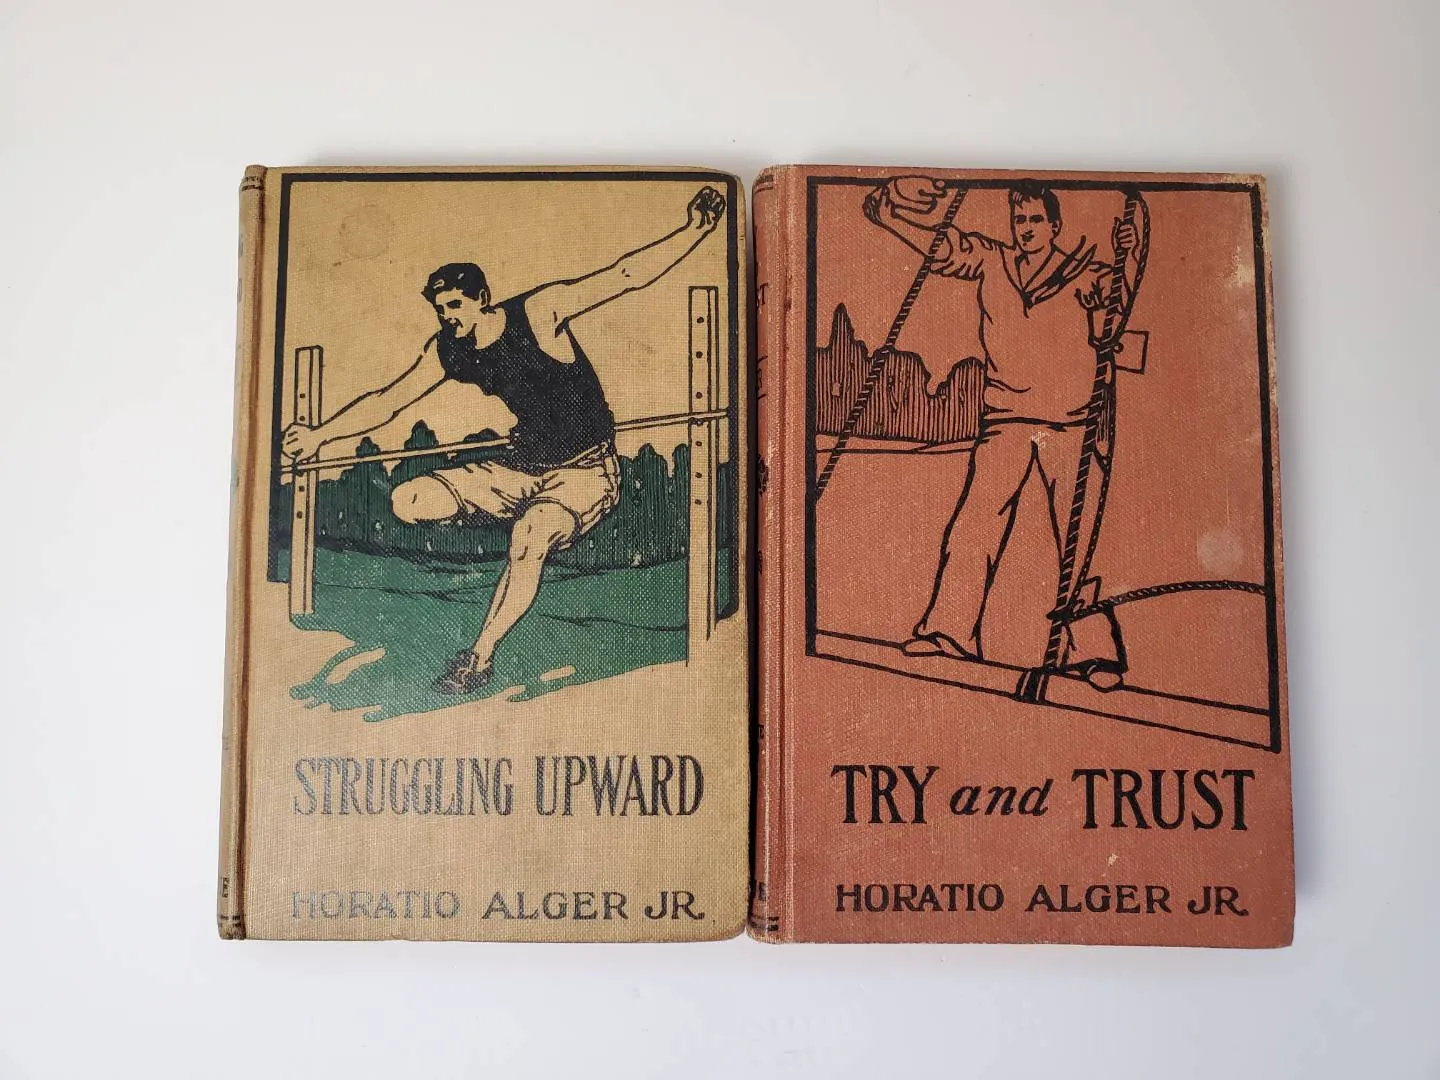 STRUGGLING UPWARD
HORATIO ALGER JR.
TRY and TRUST
HORATIO ALGER JR.